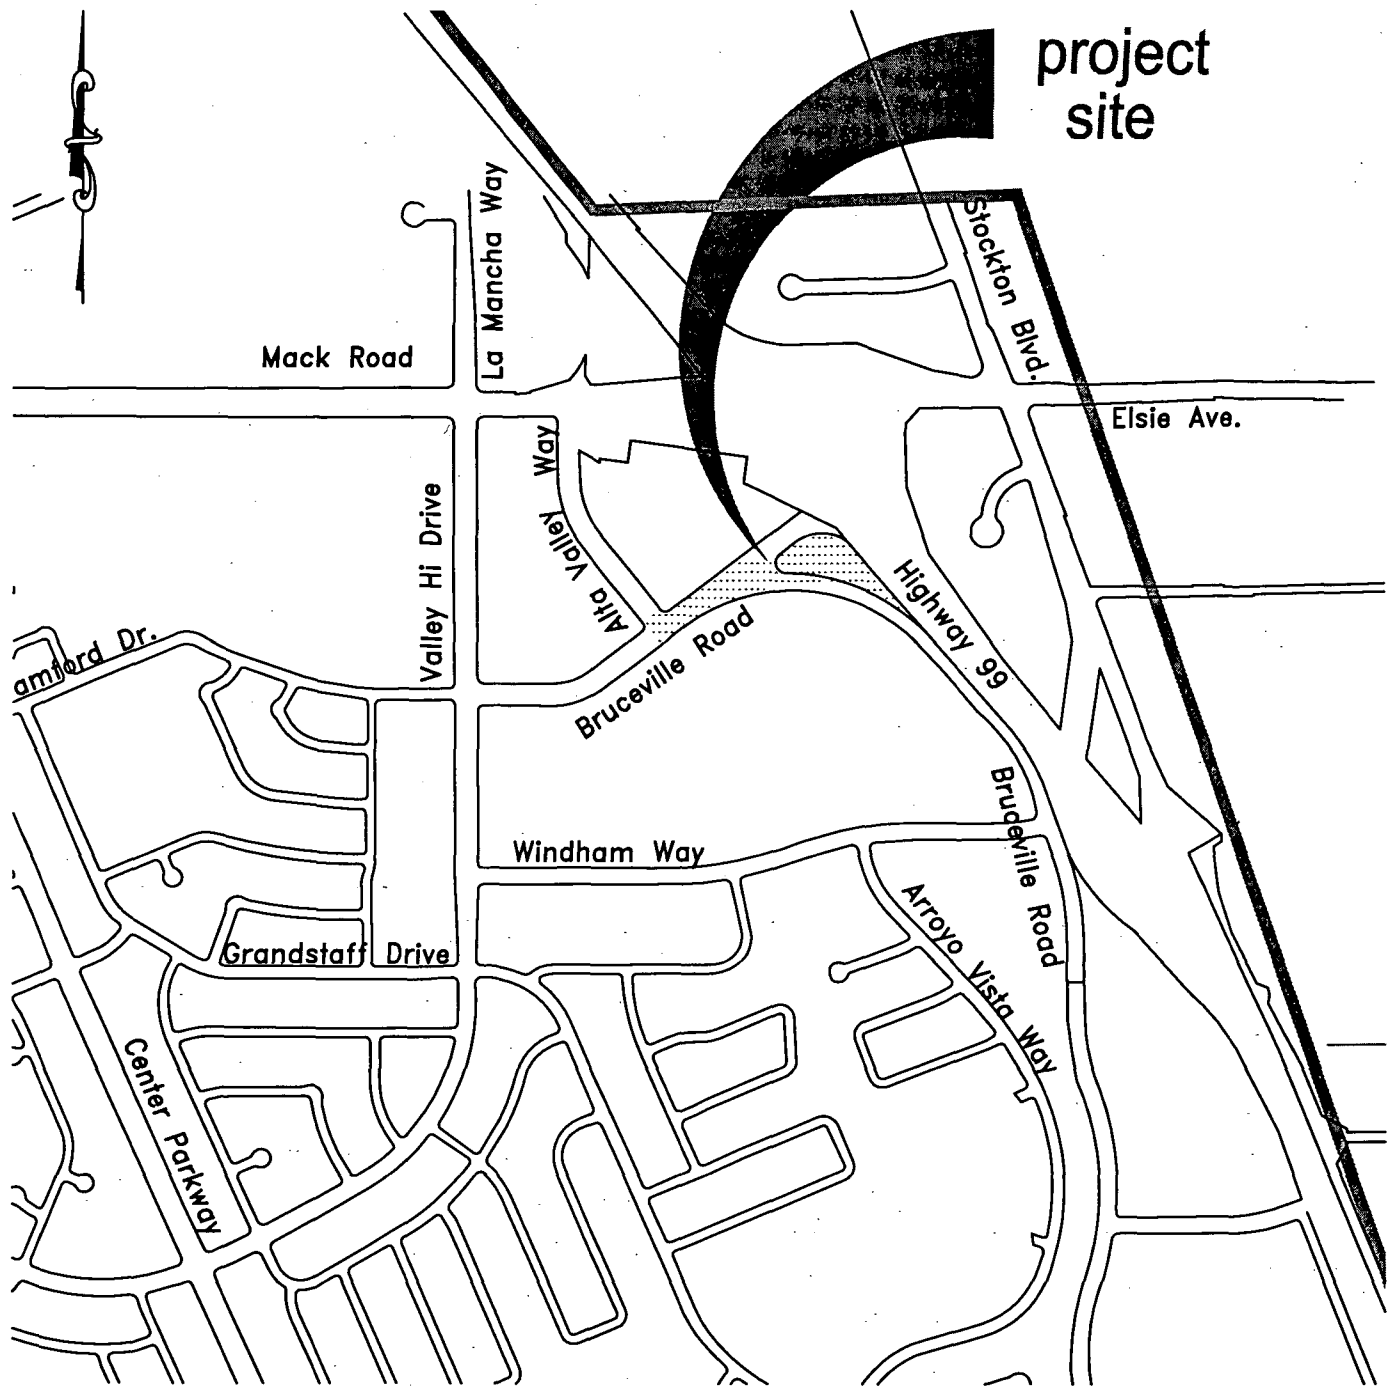 project
site
La Mancha Way
Stockton Blvd.
Mack Road
Elsie Ave.
Valley Hi Drive
Alta Valley Way
Highway 99
Bruceville Road
amford Dr.
Bruceville Road
Windham Way
Arroyo Vista Way
Grandstaff Drive
Center Parkway